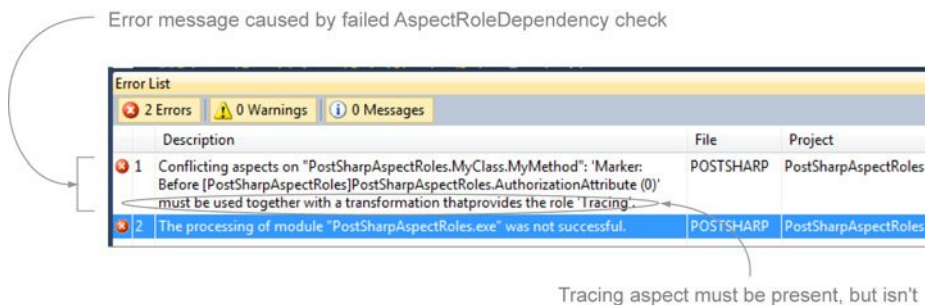 Error message caused by failed AspectRoleDependency check
Error List
2 Errors 0 Warnings 0 Messages
Description File Project
1 Conflicting aspects on "PostSharpAspectRoles.MyClass.MyMethod": 'Marker: POSTSHARP PostSharpAspectRoles
Before [PostSharpAspectRoles]PostSharpAspectRoles.AuthorizationAttribute (0)'
must be used together with a transformation thatprovides the role 'Tracing'.
2 The processing of module "PostSharpAspectRoles.exe" was not successful. POSTSHARP PostSharpAspectRoles
Tracing aspect must be present, but isn't